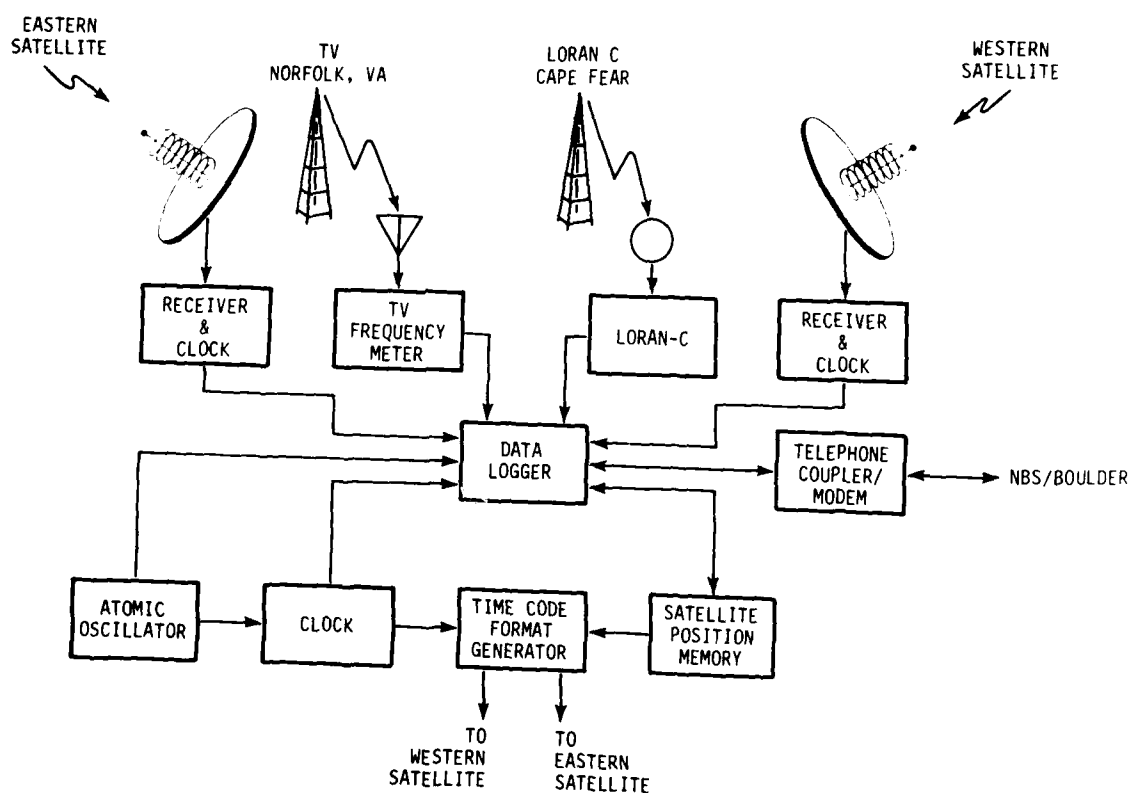 EASTERN
SATELLITE
TV
NORFOLK, VA
LORAN C
CAPE FEAR
WESTERN
SATELLITE
RECEIVER
&
CLOCK
TV
FREQUENCY
METER
LORAN-C
RECEIVER
&
CLOCK
DATA
LOGGER
TELEPHONE
COUPLER/
MODEM
NBS/BOULDER
ATOMIC
OSCILLATOR
CLOCK
TIME CODE
FORMAT
GENERATOR
SATELLITE
POSITION
MEMORY
TO
WESTERN
SATELLITE
TO
EASTERN
SATELLITE